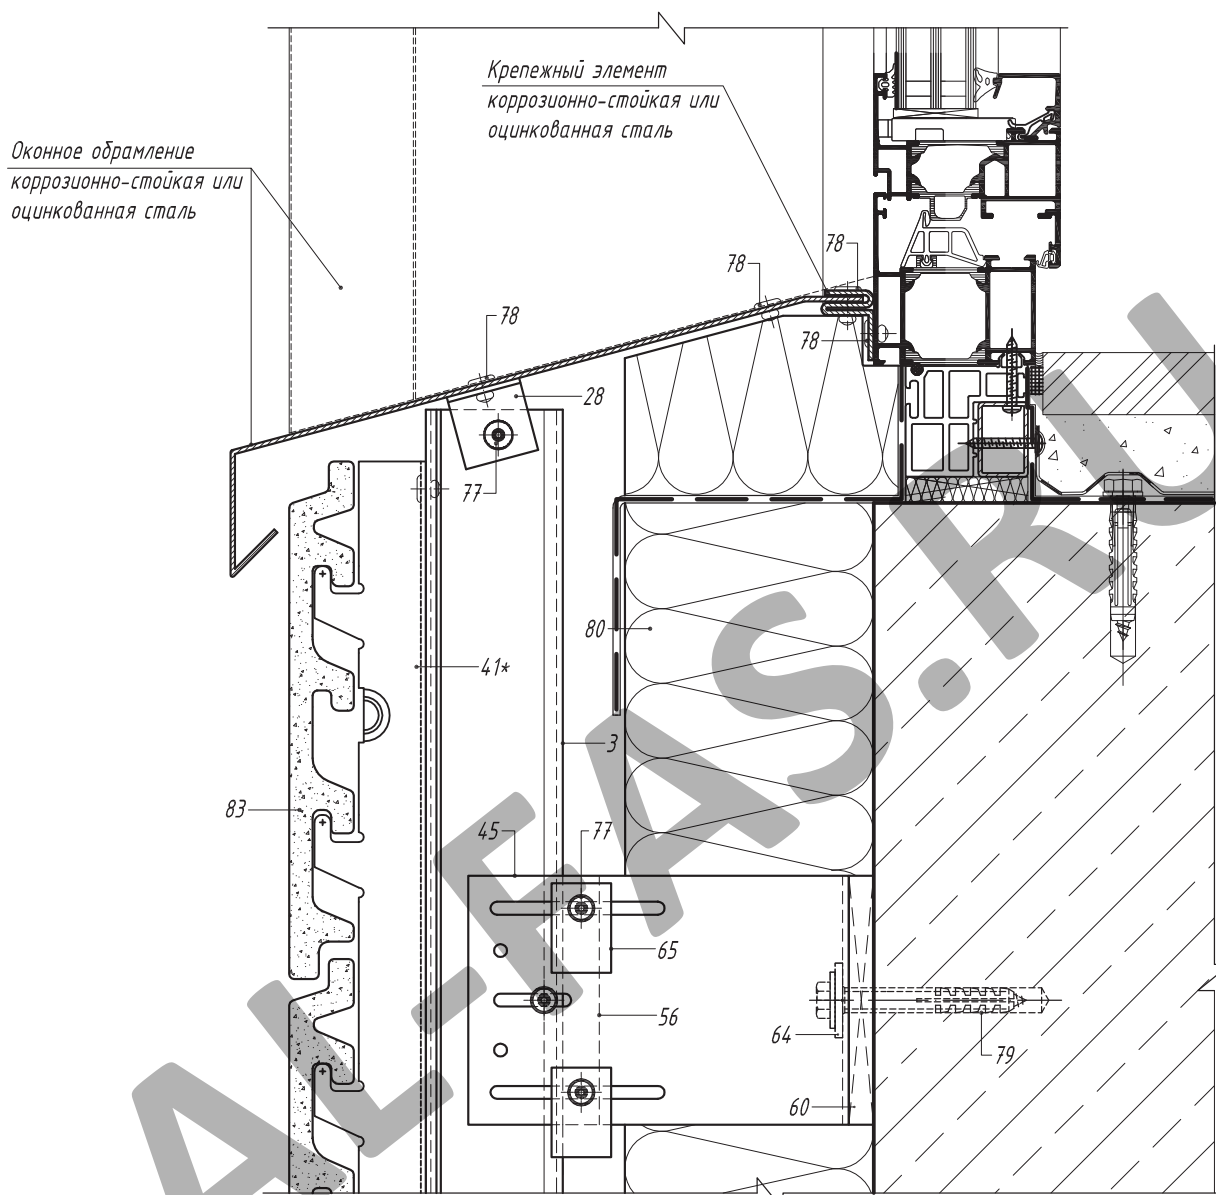 Крепежный элемент
коррозионно-стойкая или
оцинкованная сталь
Оконное обрамление
коррозионно-стойкая или
оцинкованная сталь
78
78
78
78
28
77
80
41*
3
83
45
77
65
56
64
79
60
AL-FAS.RU